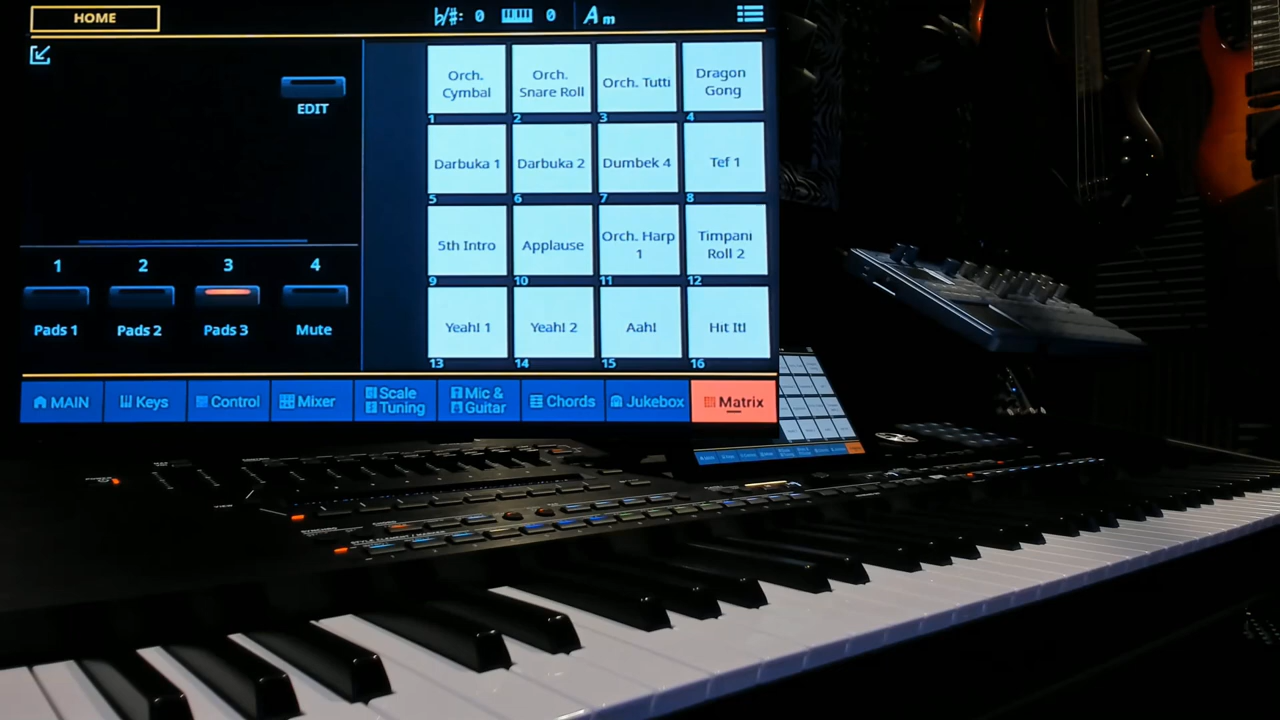 HOME
b/#: 0 0 Am
EDIT
Orch. Cymbal
Orch. Snare Roll
Orch. Tutti
Dragon Gong
1 2 3 4
Darbuka 1
Darbuka 2
Dumbek 4
Tef 1
5 6 7 8
5th Intro
Applause
Orch. Harp 1
Timpani Roll 2
9 10 11 12
Yeah! 1
Yeah! 2
Aah!
Hit It!
13 14 15 16
1 2 3 4
Pads 1 Pads 2 Pads 3 Mute
MAIN Keys Control Mixer Scale Tuning Mic & Guitar Chords Jukebox Matrix